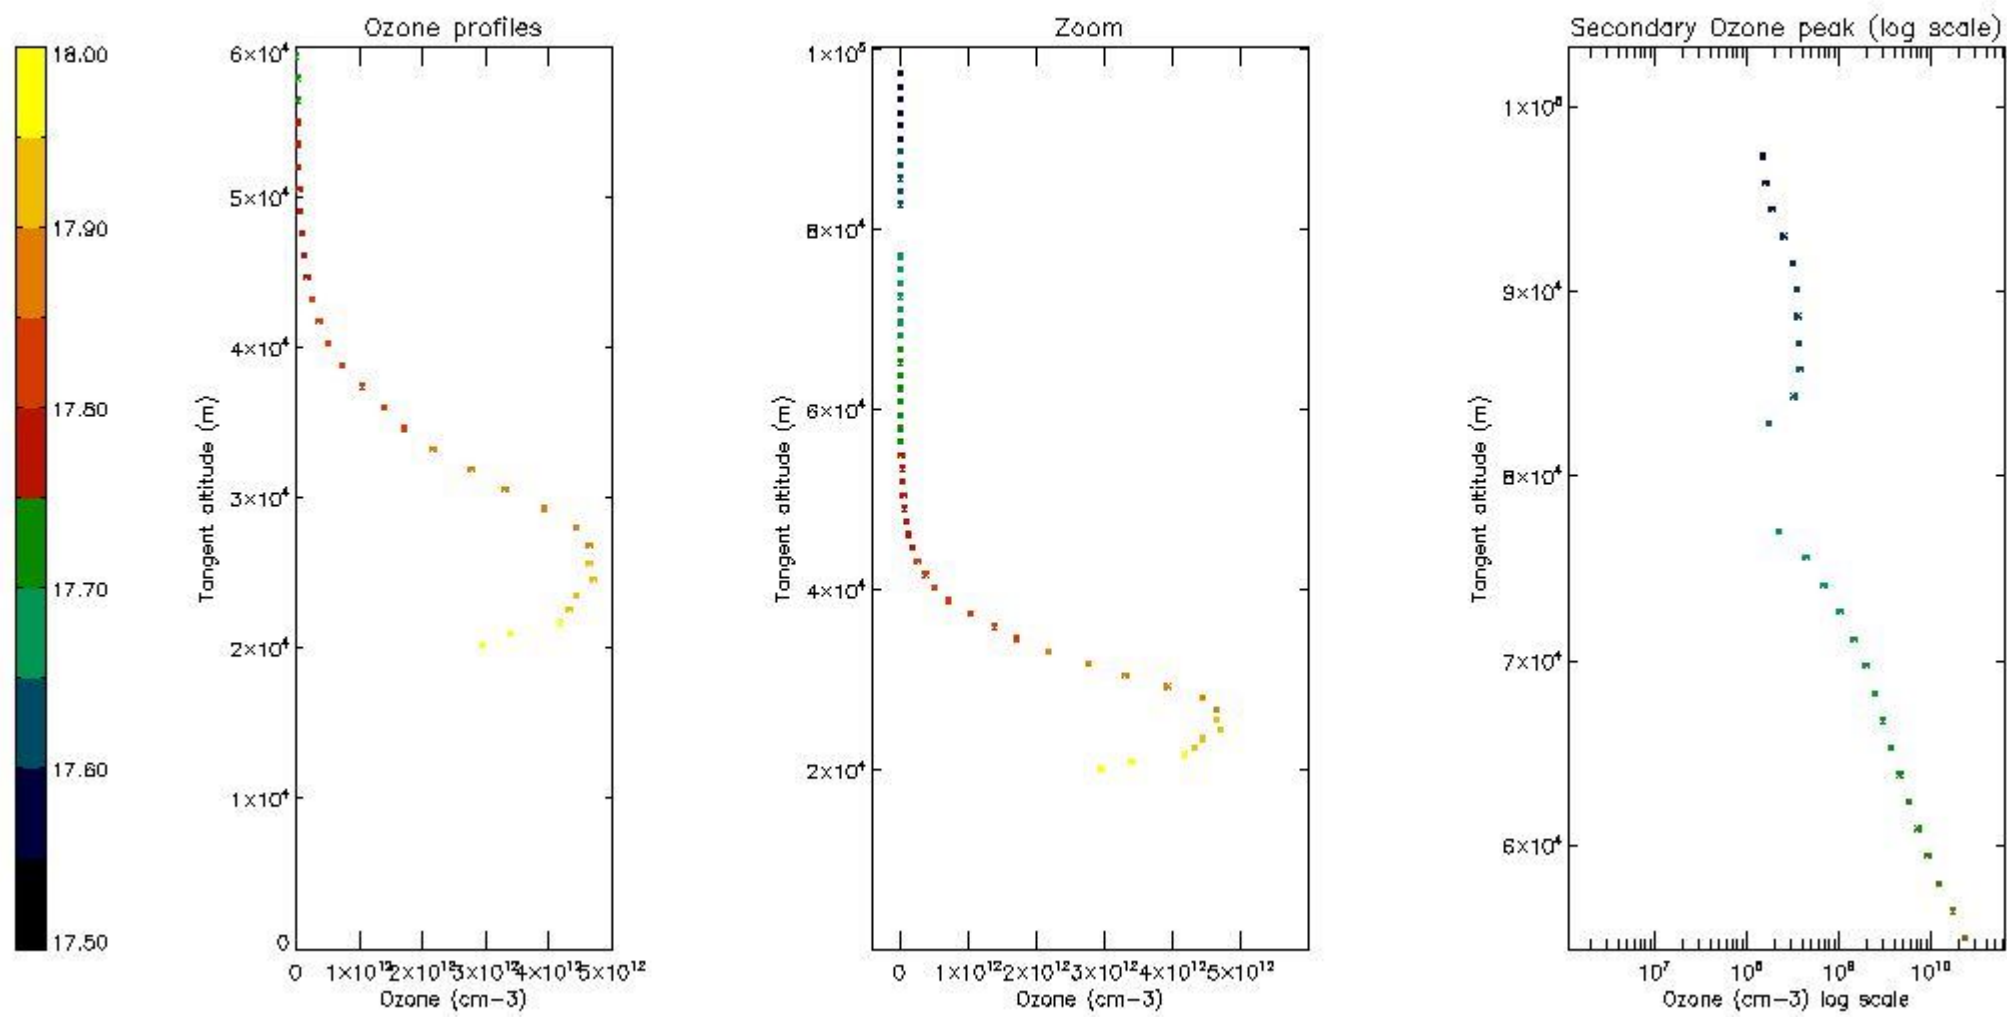 Ozone profiles
Zoom
Secondary Ozone peak (log scale)
18.00
17.90
17.80
17.70
17.60
17.50
6×10⁴
5×10⁴
4×10⁴
3×10⁴
2×10⁴
1×10⁴
0
Tangent altitude (m)
0 1×10¹² 2×10¹² 3×10¹² 4×10¹² 5×10¹²
Ozone (cm−3)
1×10⁵
8×10⁴
6×10⁴
4×10⁴
2×10⁴
Tangent altitude (m)
0 1×10¹² 2×10¹² 3×10¹² 4×10¹² 5×10¹²
Ozone (cm−3)
1×10⁵
9×10⁴
8×10⁴
7×10⁴
6×10⁴
Tangent altitude (m)
10⁷ 10⁸ 10⁹ 10¹⁰
Ozone (cm−3) log scale